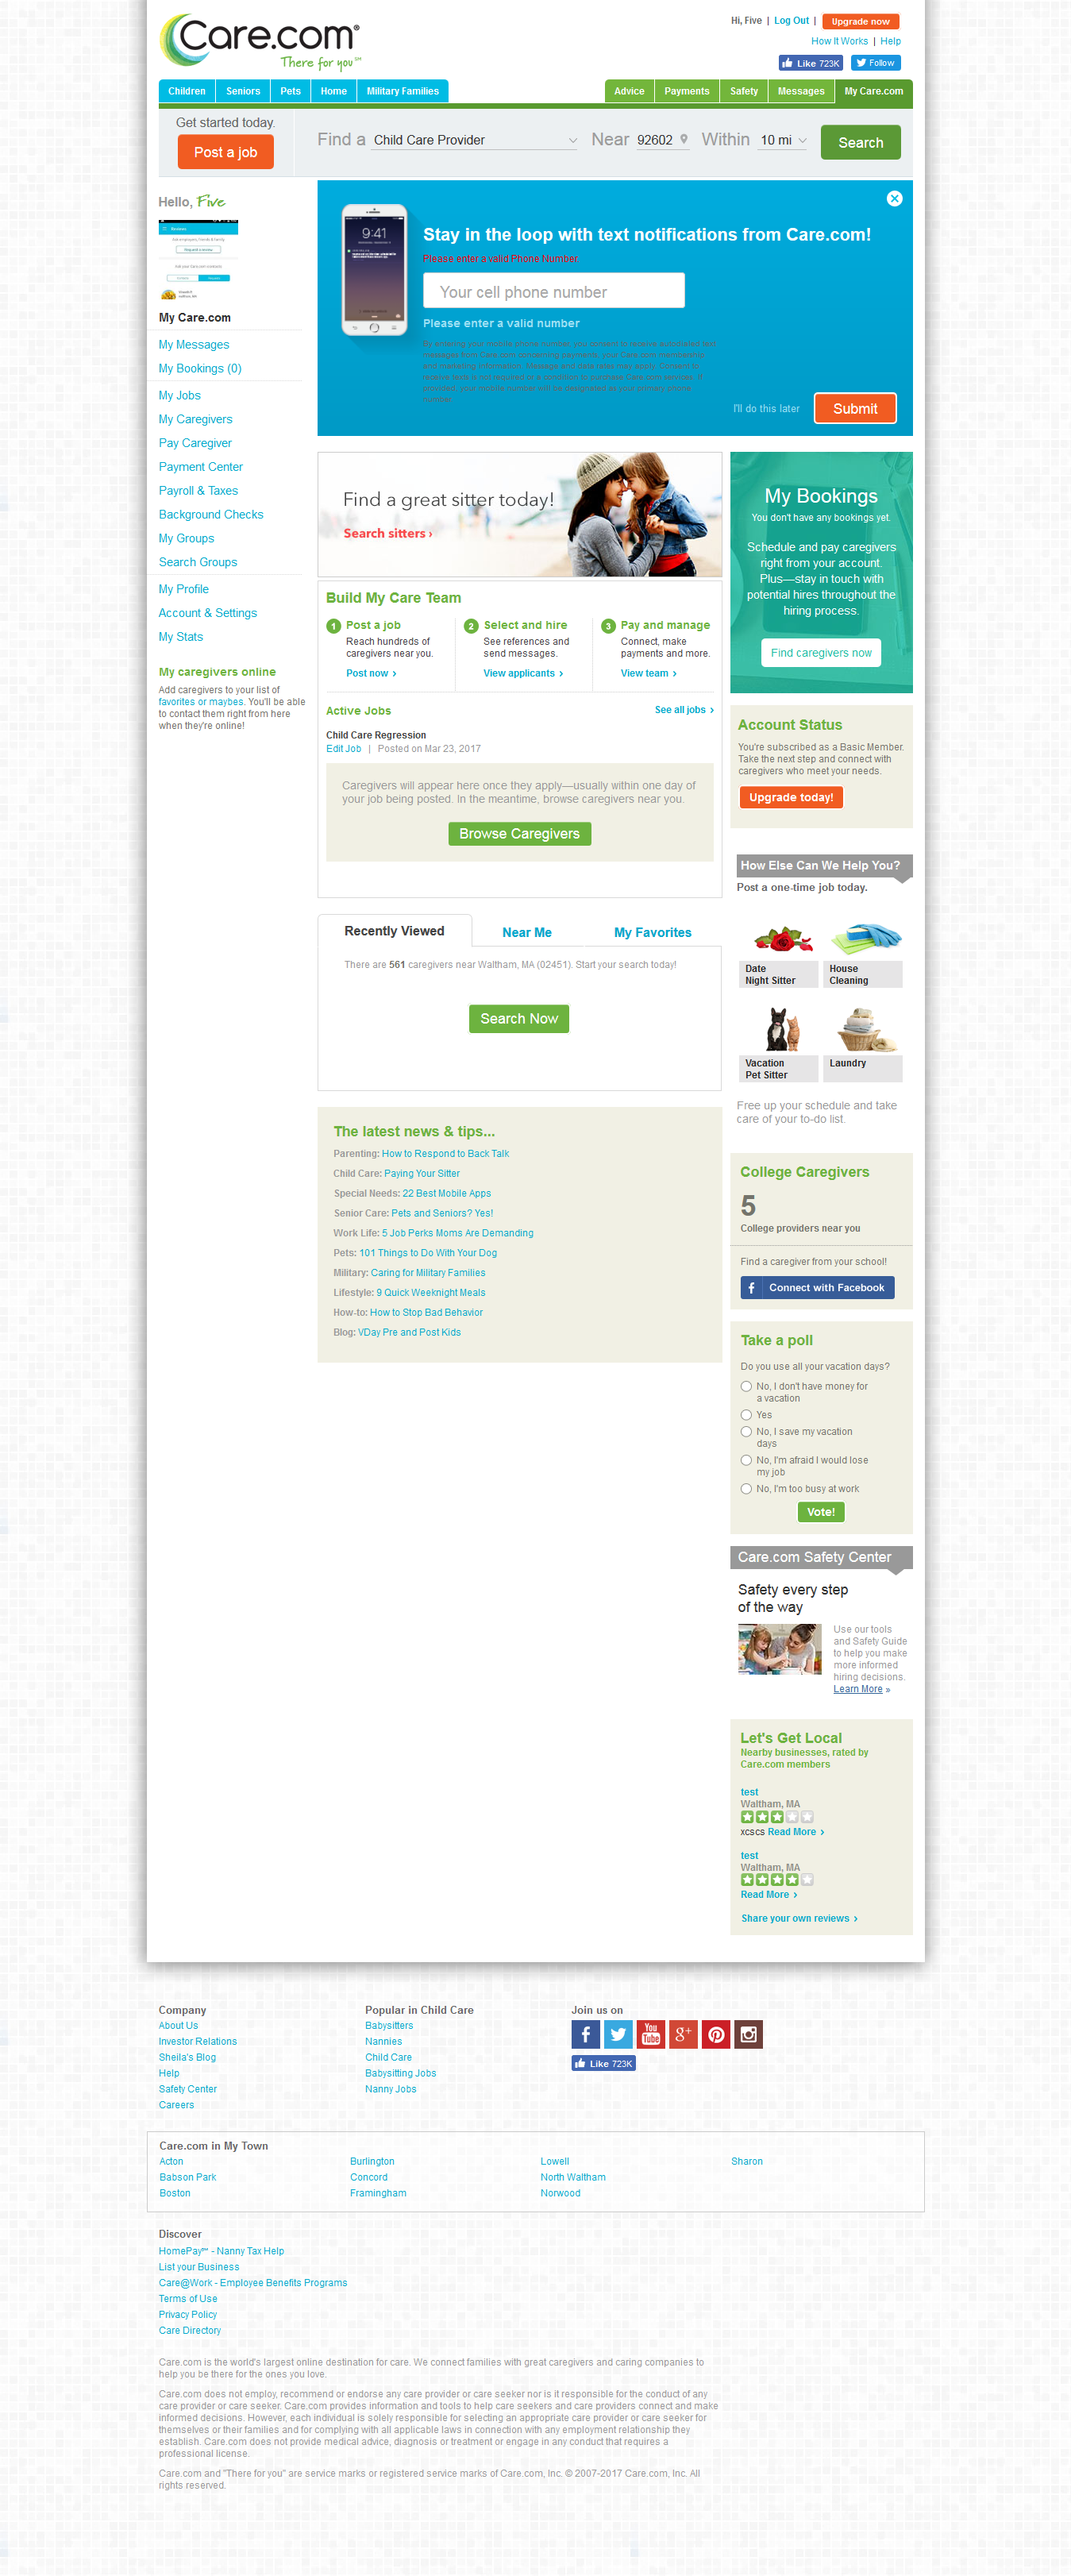 Care.com®
There for you℠
Hi, Five | Log Out | Upgrade now
How It Works | Help
Like 723K Follow
Children Seniors Pets Home Military Families
Advice Payments Safety Messages My Care.com
Get started today.
Post a job
Find a Child Care Provider Near 92602 Within 10 mi Search
Hello, Five
My Care.com
My Messages
My Bookings (0)
My Jobs
My Caregivers
Pay Caregiver
Payment Center
Payroll & Taxes
Background Checks
My Groups
Search Groups
My Profile
Account & Settings
My Stats
My caregivers online
Add caregivers to your list of
favorites or maybes. You'll be able
to contact them right from here
when they're online!
9:41
Stay in the loop with text notifications from Care.com!
Please enter a valid Phone Number.
Your cell phone number
Please enter a valid number
By entering your mobile phone number, you consent to receive automated text
messages from Care.com concerning payments, your Care.com membership
and marketing information. Message and data rates may apply. Consent to
receive texts is not required as a condition to purchase Care.com services. If
provided, your mobile number will be designated as your primary phone
number.
I'll do this later
Submit
Find a great sitter today!
Search sitters ›
Build My Care Team
1 Post a job
Reach hundreds of
caregivers near you.
Post now ›
2 Select and hire
See references and
send messages.
View applicants ›
3 Pay and manage
Connect, make
payments and more.
View team ›
Active Jobs
See all jobs ›
Child Care Regression
Edit Job | Posted on Mar 23, 2017
Caregivers will appear here once they apply—usually within one day of
your job being posted. In the meantime, browse caregivers near you.
Browse Caregivers
Recently Viewed Near Me My Favorites
There are 561 caregivers near Waltham, MA (02451). Start your search today!
Search Now
The latest news & tips...
Parenting: How to Respond to Back Talk
Child Care: Paying Your Sitter
Special Needs: 22 Best Mobile Apps
Senior Care: Pets and Seniors? Yes!
Work Life: 5 Job Perks Moms Are Demanding
Pets: 101 Things to Do With Your Dog
Military: Caring for Military Families
Lifestyle: 9 Quick Weeknight Meals
How-to: How to Stop Bad Behavior
Blog: VDay Pre and Post Kids
My Bookings
You don't have any bookings yet.
Schedule and pay caregivers
right from your account.
Plus—stay in touch with
potential hires throughout the
hiring process.
Find caregivers now
Account Status
You're subscribed as a Basic Member.
Take the next step and connect with
caregivers who meet your needs.
Upgrade today!
How Else Can We Help You?
Post a one-time job today.
Date
Night Sitter
House
Cleaning
Vacation
Pet Sitter
Laundry
Free up your schedule and take
care of your to-do list.
College Caregivers
5
College providers near you
Find a caregiver from your school!
Connect with Facebook
Take a poll
Do you use all your vacation days?
No, I don't have money for
a vacation
Yes
No, I save my vacation
days
No, I'm afraid I would lose
my job
No, I'm too busy at work
Vote!
Care.com Safety Center
Safety every step
of the way
Use our tools
and Safety Guide
to help you make
more informed
hiring decisions.
Learn More »
Let's Get Local
Nearby businesses, rated by
Care.com members
test
Waltham, MA
xcscs Read More ›
test
Waltham, MA
Read More ›
Share your own reviews ›
Company
About Us
Investor Relations
Sheila's Blog
Help
Safety Center
Careers
Popular in Child Care
Babysitters
Nannies
Child Care
Babysitting Jobs
Nanny Jobs
Join us on
You Tube g+
Like 723K
Care.com in My Town
Acton Burlington Lowell Sharon
Babson Park Concord North Waltham
Boston Framingham Norwood
Discover
HomePay℠ - Nanny Tax Help
List your Business
Care@Work - Employee Benefits Programs
Terms of Use
Privacy Policy
Care Directory
Care.com is the world's largest online destination for care. We connect families with great caregivers and caring companies to
help you be there for the ones you love.
Care.com does not employ, recommend or endorse any care provider or care seeker nor is it responsible for the conduct of any
care provider or care seeker. Care.com provides information and tools to help care seekers and care providers connect and make
informed decisions. However, each individual is solely responsible for selecting an appropriate care provider or care seeker for
themselves or their families and for complying with all applicable laws in connection with any employment relationship they
establish. Care.com does not provide medical advice, diagnosis or treatment or engage in any conduct that requires a
professional license.
Care.com and "There for you" are service marks or registered service marks of Care.com, Inc. © 2007-2017 Care.com, Inc. All
rights reserved.